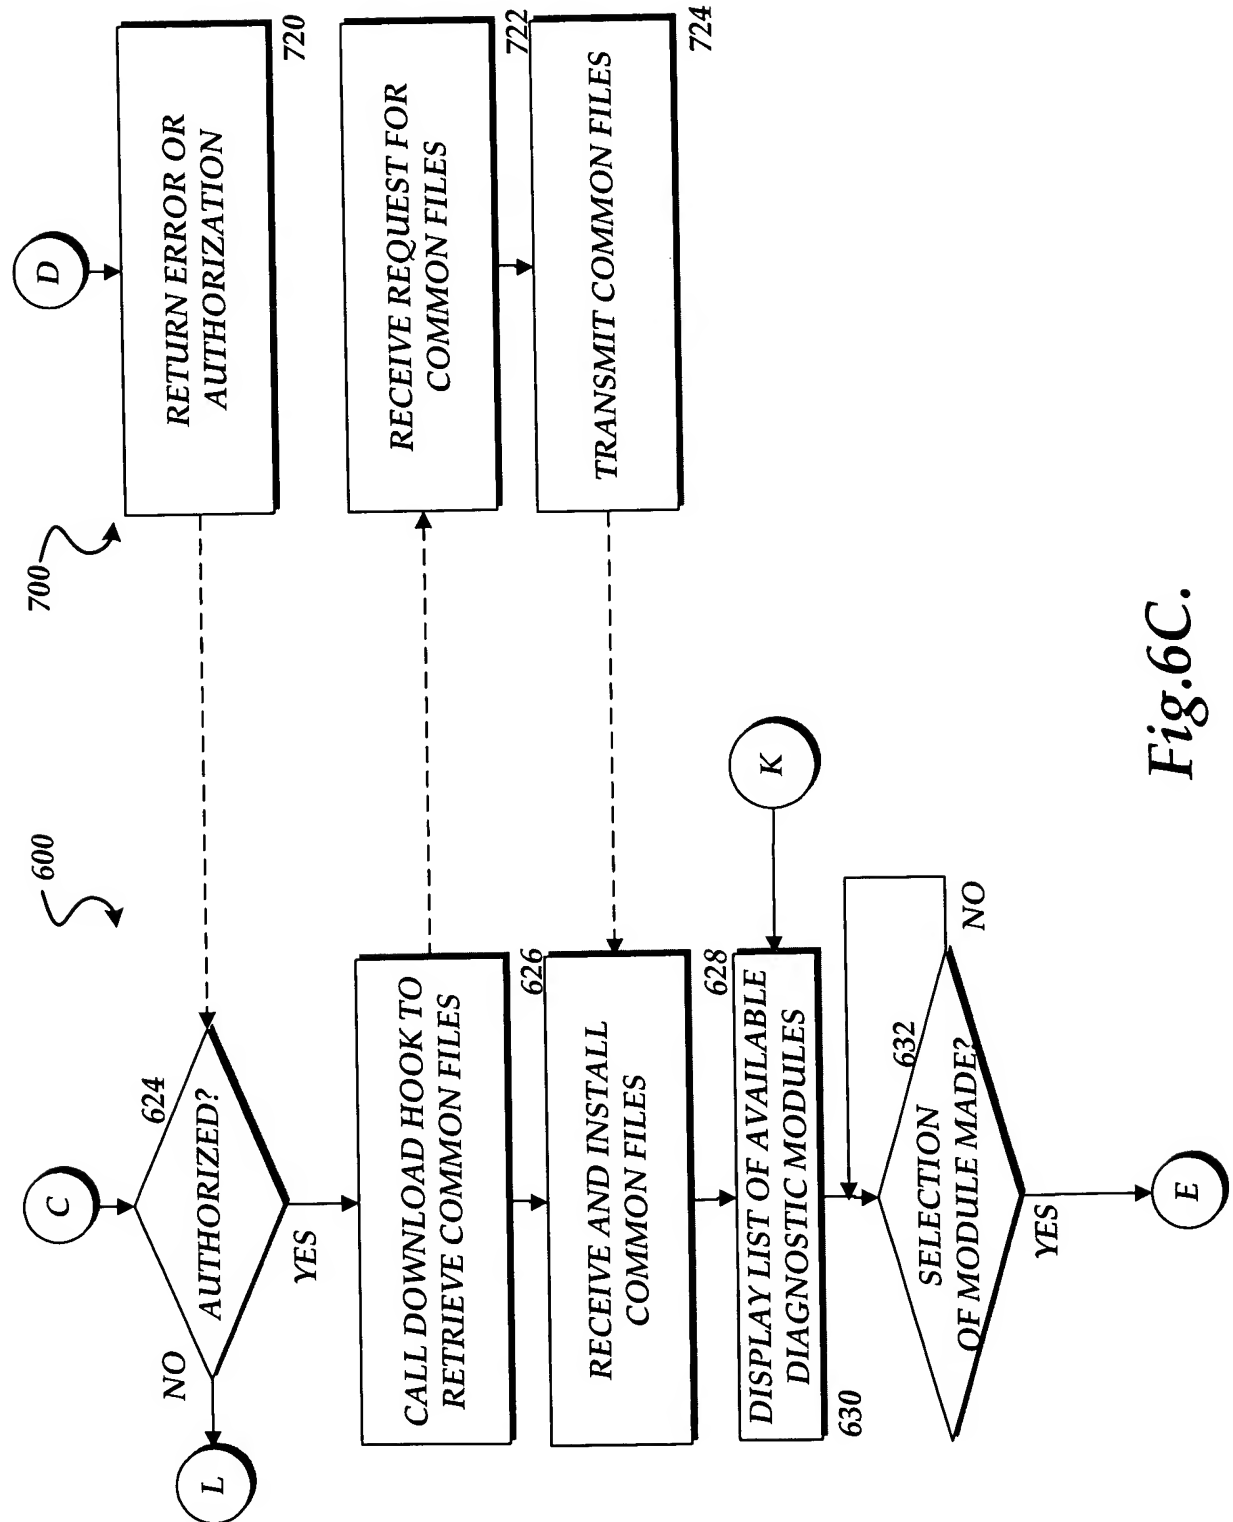 600
700
C
D
624
AUTHORIZED?
NO
L
YES
RETURN ERROR OR
AUTHORIZATION
720
CALL DOWNLOAD HOOK TO
RETRIEVE COMMON FILES
626
RECEIVE REQUEST FOR
COMMON FILES
722
RECEIVE AND INSTALL
COMMON FILES
628
TRANSMIT COMMON FILES
724
DISPLAY LIST OF AVAILABLE
DIAGNOSTIC MODULES
630
K
632
SELECTION
OF MODULE MADE?
NO
YES
E
Fig.6C.